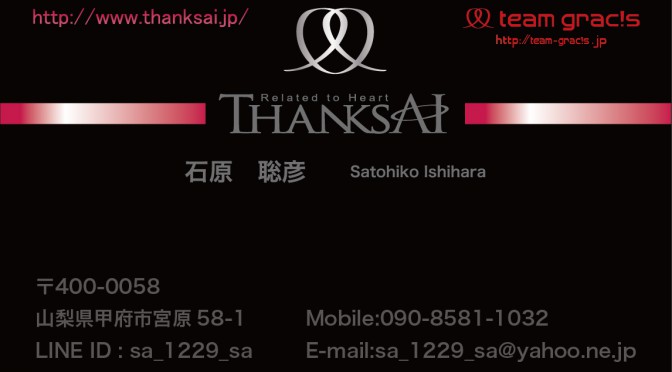 http://www.thanksai.jp/
team grac!s
http://team-grac!s.jp
Related to Heart
THANKSAI
石原 聡彦 Satohiko Ishihara
〒400-0058
山梨県甲府市宮原 58-1 Mobile:090-8581-1032
LINE ID : sa_1229_sa E-mail:sa_1229_sa@yahoo.ne.jp